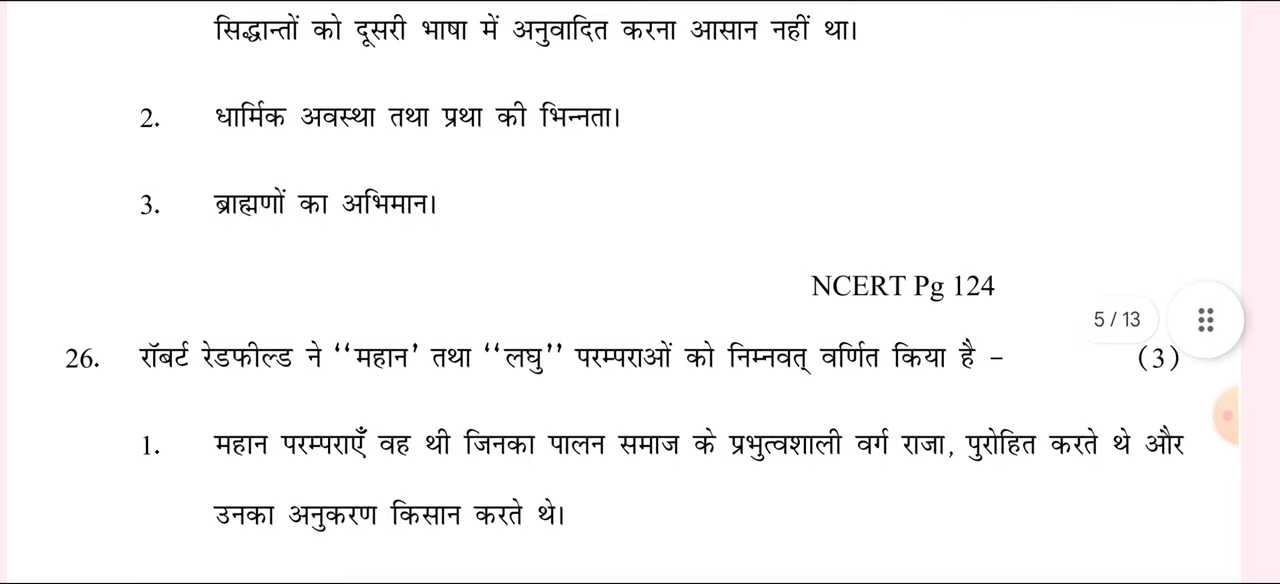 सिद्धान्तों को दूसरी भाषा में अनुवादित करना आसान नहीं था।
2. धार्मिक अवस्था तथा प्रथा की भिन्नता।
3. ब्राह्मणों का अभिमान।
NCERT Pg 124
5 / 13
26. रॉबर्ट रेडफील्ड ने ‘‘महान’ तथा ‘‘लघु’’ परम्पराओं को निम्नवत् वर्णित किया है – (3)
1. महान परम्पराएँ वह थी जिनका पालन समाज के प्रभुत्वशाली वर्ग राजा, पुरोहित करते थे और
उनका अनुकरण किसान करते थे।